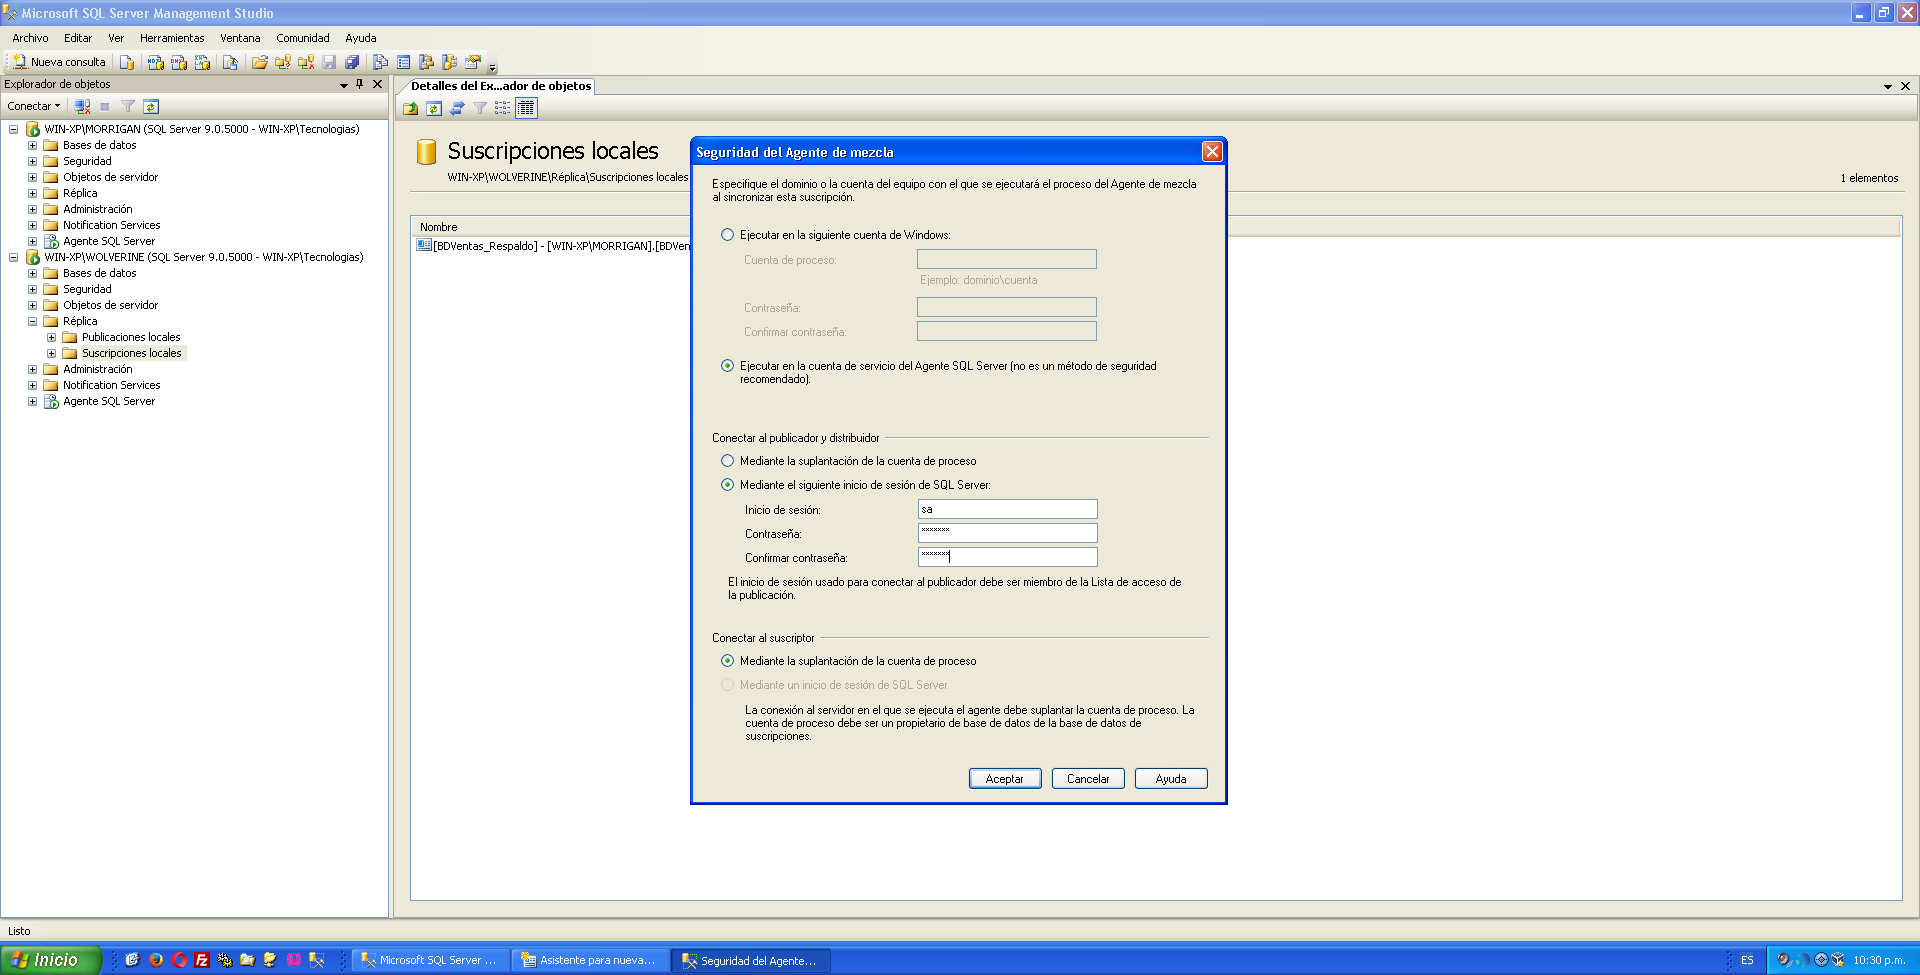 Microsoft SQL Server Management Studio
Archivo Editar Ver Herramientas Ventana Comunidad Ayuda
Nueva consulta
Explorador de objetos
Conectar
WIN-XP\MORRIGAN (SQL Server 9.0.5000 - WIN-XP\Tecnologias)
Bases de datos
Seguridad
Objetos de servidor
Réplica
Administración
Notification Services
Agente SQL Server
WIN-XP\WOLVERINE (SQL Server 9.0.5000 - WIN-XP\Tecnologias)
Bases de datos
Seguridad
Objetos de servidor
Réplica
Publicaciones locales
Suscripciones locales
Administración
Notification Services
Agente SQL Server
Detalles del Ex...ador de objetos
Suscripciones locales
WIN-XP\WOLVERINE\Réplica\Suscripciones locales
1 elementos
Nombre
[BDVentas_Respaldo] - [WIN-XP\MORRIGAN].[BDVen
Seguridad del Agente de mezcla
Especifique el dominio o la cuenta del equipo con el que se ejecutará el proceso del Agente de mezcla
al sincronizar esta suscripción.
Ejecutar en la siguiente cuenta de Windows:
Cuenta de proceso:
Ejemplo: dominio\cuenta
Contraseña:
Confirmar contraseña:
Ejecutar en la cuenta de servicio del Agente SQL Server (no es un método de seguridad
recomendado).
Conectar al publicador y distribuidor
Mediante la suplantación de la cuenta de proceso
Mediante el siguiente inicio de sesión de SQL Server:
Inicio de sesión: sa
Contraseña: *******
Confirmar contraseña: *******
El inicio de sesión usado para conectar al publicador debe ser miembro de la Lista de acceso de
la publicación.
Conectar al suscriptor
Mediante la suplantación de la cuenta de proceso
Mediante un inicio de sesión de SQL Server
La conexión al servidor en el que se ejecuta el agente debe suplantar la cuenta de proceso. La
cuenta de proceso debe ser un propietario de base de datos de la base de datos de
suscripciones.
Aceptar Cancelar Ayuda
Listo
Inicio
Microsoft SQL Server ...
Asistente para nueva...
Seguridad del Agente...
ES
10:30 p.m.